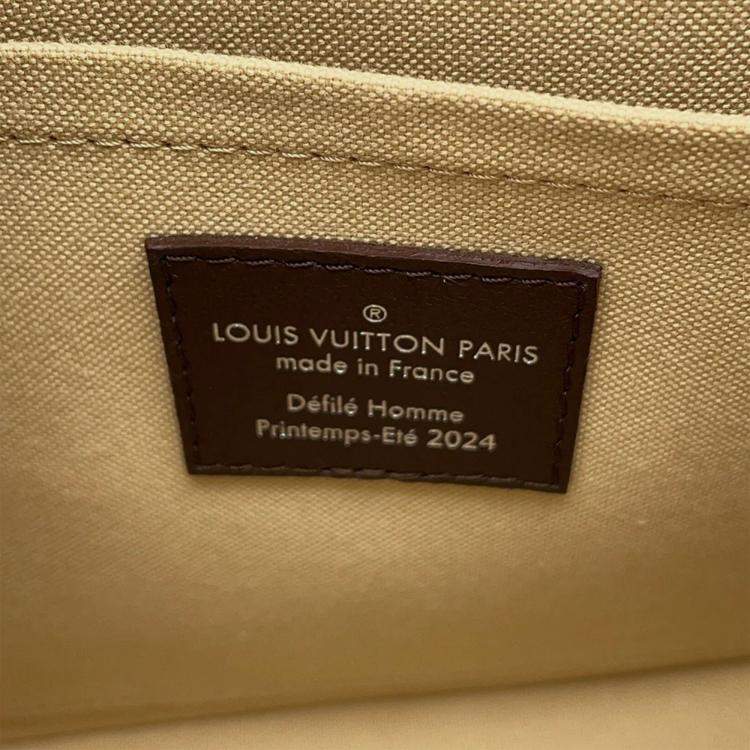 ®
LOUIS VUITTON PARIS
made in France
Défilé Homme
Printemps-Eté 2024